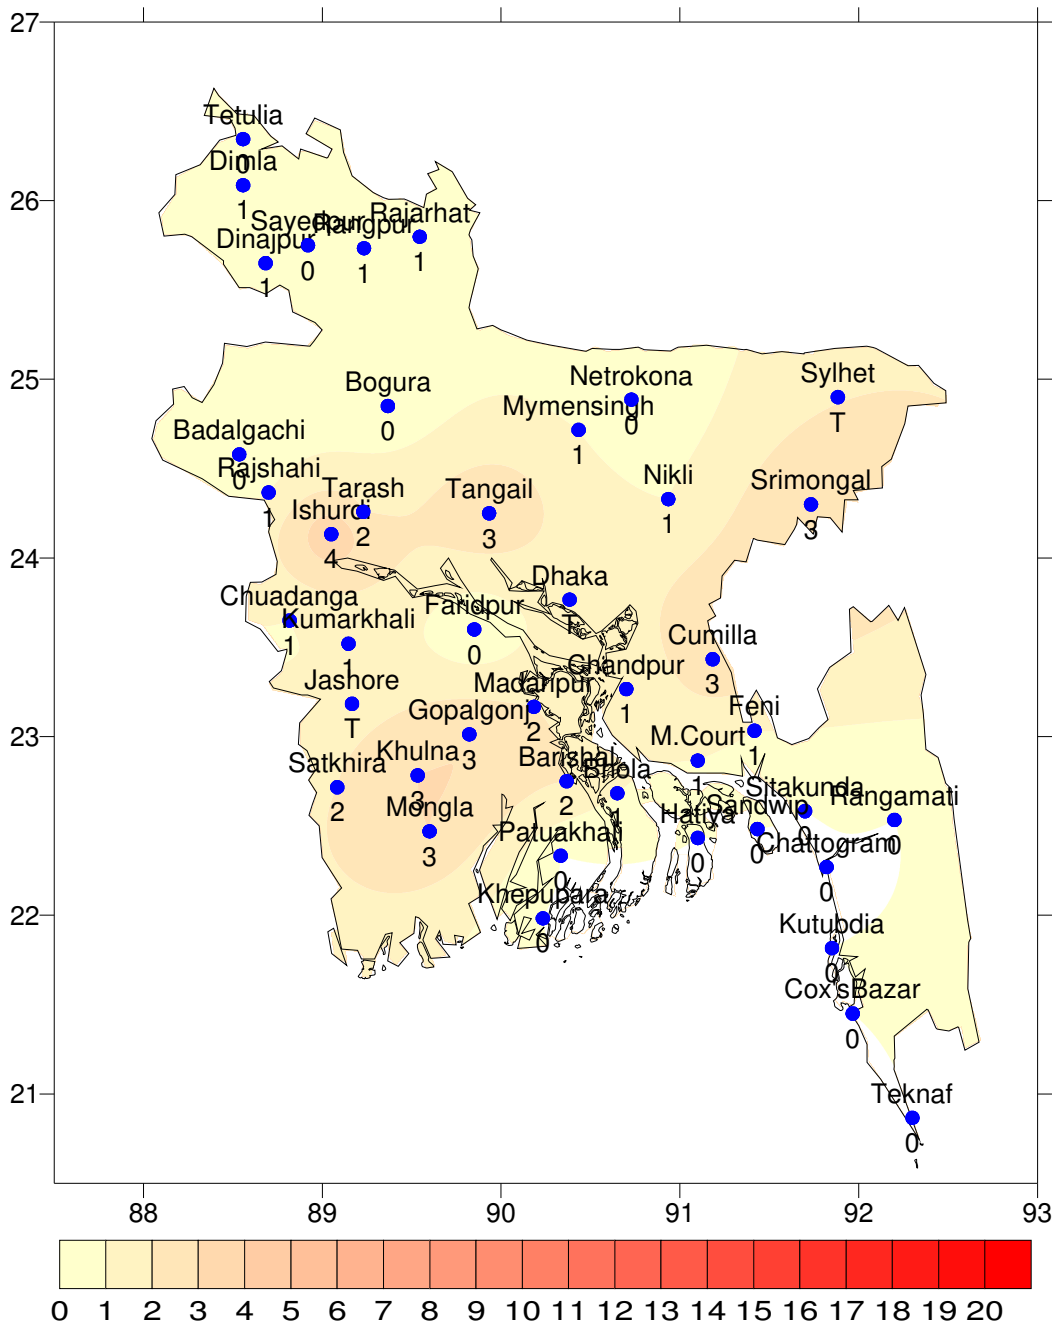 27
Tetulia
0
Dimla
26
1
Sayedpur
Rangpur
Rajarhat
Dinajpur
0
1
1
1
25
Bogura
0
Netrokona
0
Sylhet
T
Mymensingh
1
Badalgachi
0
Rajshahi
1
Tarash
2
Ishurdi
4
Tangail
3
Nikli
1
Srimongal
3
24
Dhaka
T
Chuadanga
1
Kumarkhali
1
Faridpur
0
Cumilla
3
Chandpur
1
Jashore
T
Madaripur
2
Feni
1
23
Gopalgonj
3
M.Court
1
Khulna
3
Satkhira
2
Barishal
2
Bhola
1
Sitakunda
0
Rangamati
0
Mongla
3
Hatiya
0
Sandwip
0
Patuakhali
0
Chattogram
0
22
Khepupara
0
Kutubdia
0
Cox'sBazar
0
21
Teknaf
0
88 89 90 91 92 93
0 1 2 3 4 5 6 7 8 9 10 11 12 13 14 15 16 17 18 19 20